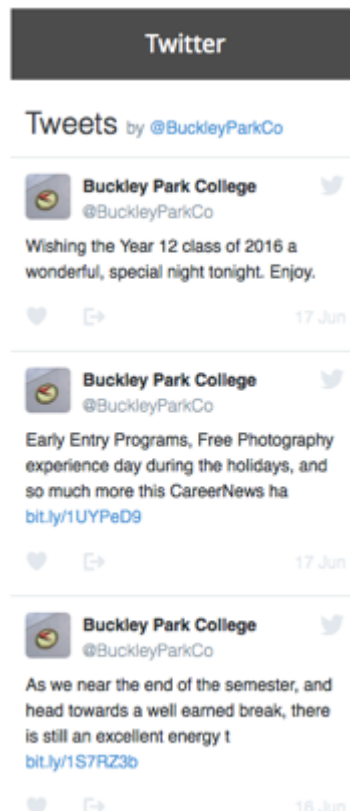 Twitter
Tweets by @BuckleyParkCo
Buckley Park College
@BuckleyParkCo
Wishing the Year 12 class of 2016 a
wonderful, special night tonight. Enjoy.
17 Jun
Buckley Park College
@BuckleyParkCo
Early Entry Programs, Free Photography
experience day during the holidays, and
so much more this CareerNews ha
bit.ly/1UYPeD9
17 Jun
Buckley Park College
@BuckleyParkCo
As we near the end of the semester, and
head towards a well earned break, there
is still an excellent energy t
bit.ly/1S7RZ3b
16 Jun